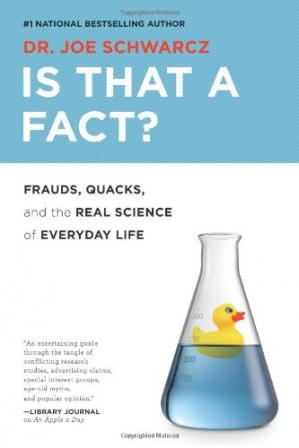 #1 NATIONAL BESTSELLING AUTHOR
DR. JOE SCHWARCZ
IS THAT A
FACT?
FRAUDS, QUACKS,
and the REAL SCIENCE
of EVERYDAY LIFE
"An entertaining guide
through the tangle of
conflicting research
studies, advertising claims,
special interest groups,
age-old myths,
and popular opinion."
—LIBRARY JOURNAL
on An Apple a Day
200
150